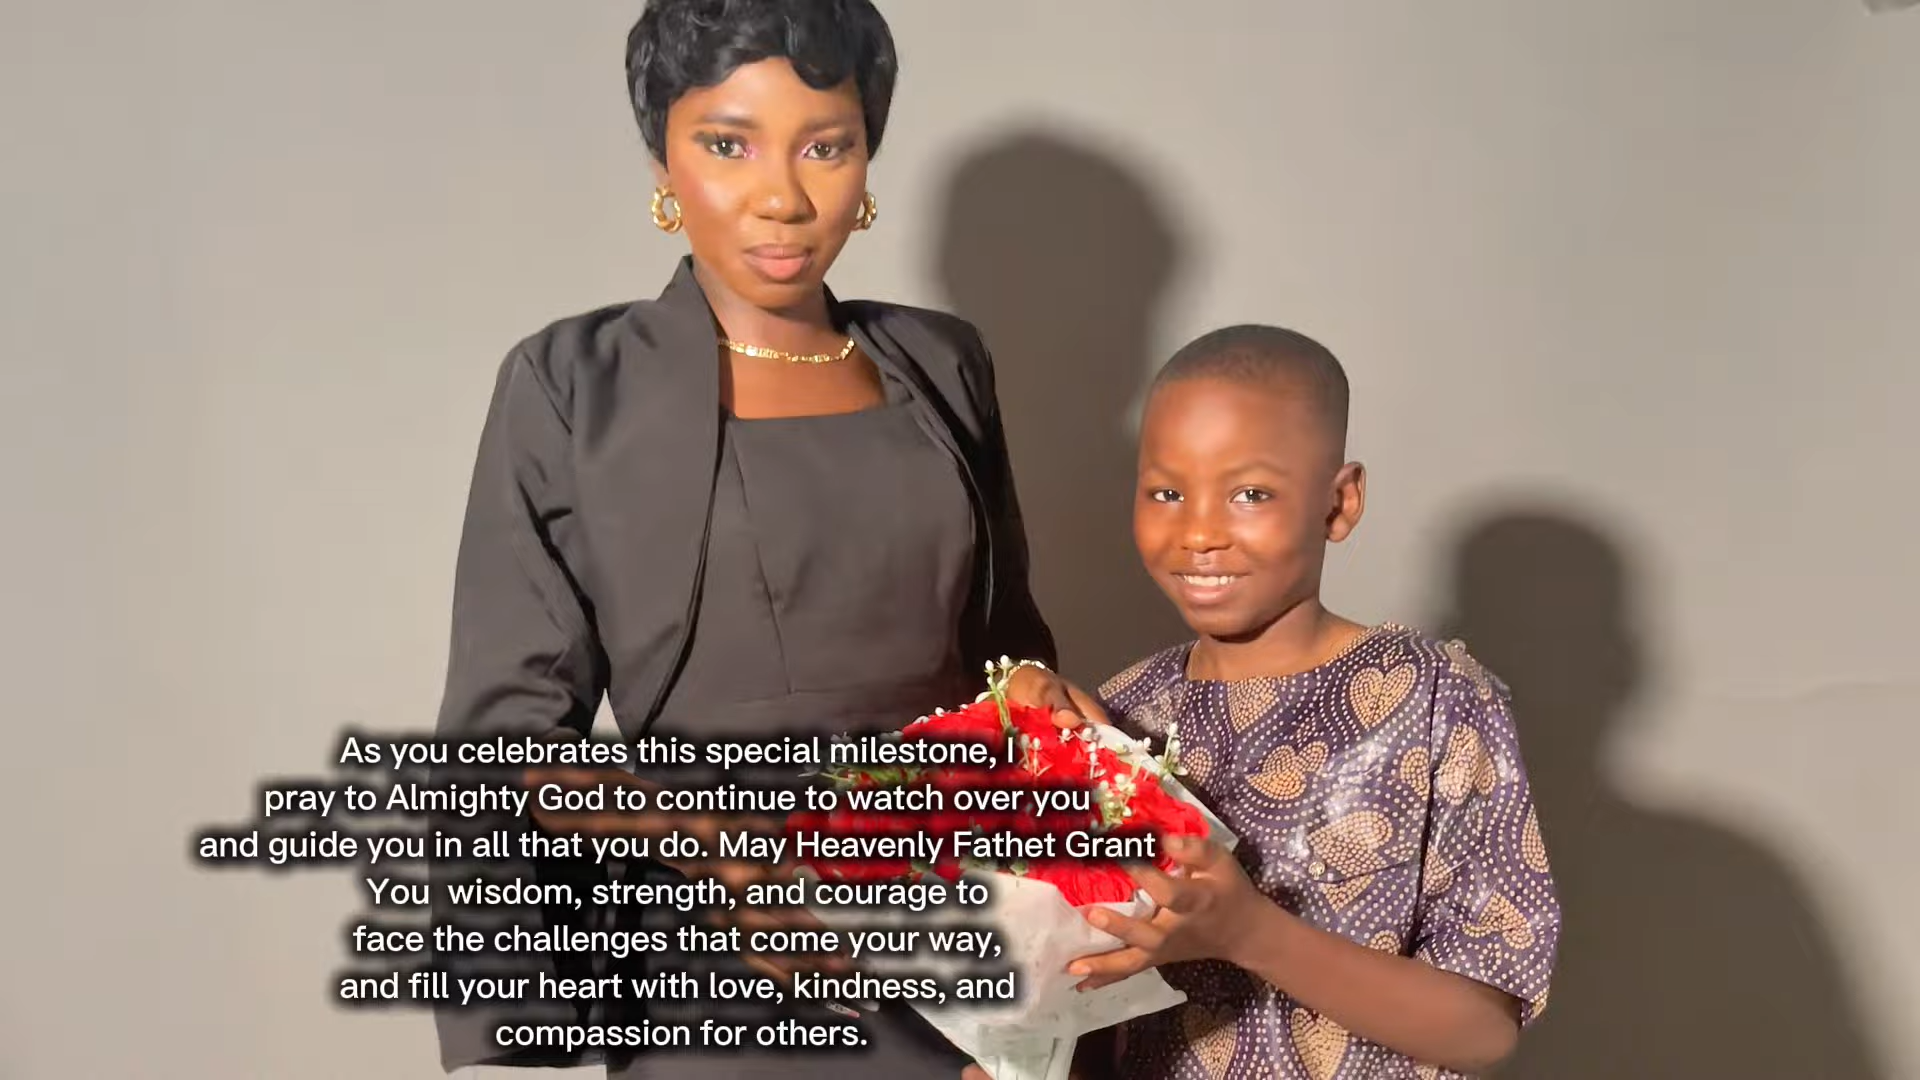 As you celebrates this special milestone, I
pray to Almighty God to continue to watch over you
and guide you in all that you do. May Heavenly Fathet Grant
You  wisdom, strength, and courage to
face the challenges that come your way,
and fill your heart with love, kindness, and
compassion for others.